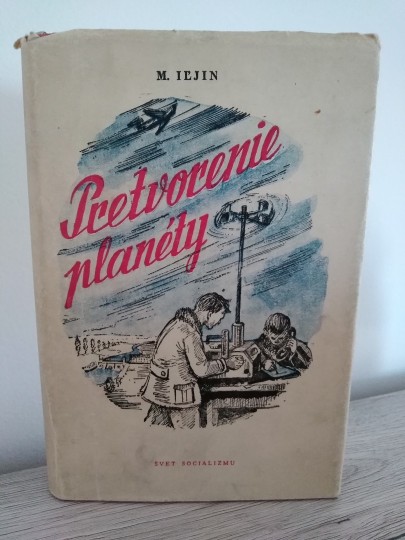 M. IĽJIN
Pretvorenie
planéty
SVET SOCIALIZMU